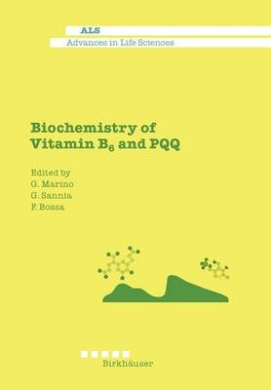 ALS
Advances in Life Sciences
Biochemistry of
Vitamin B₆ and PQQ
Edited by
G. Marino
G. Sannia
F. Bossa
Birkhäuser